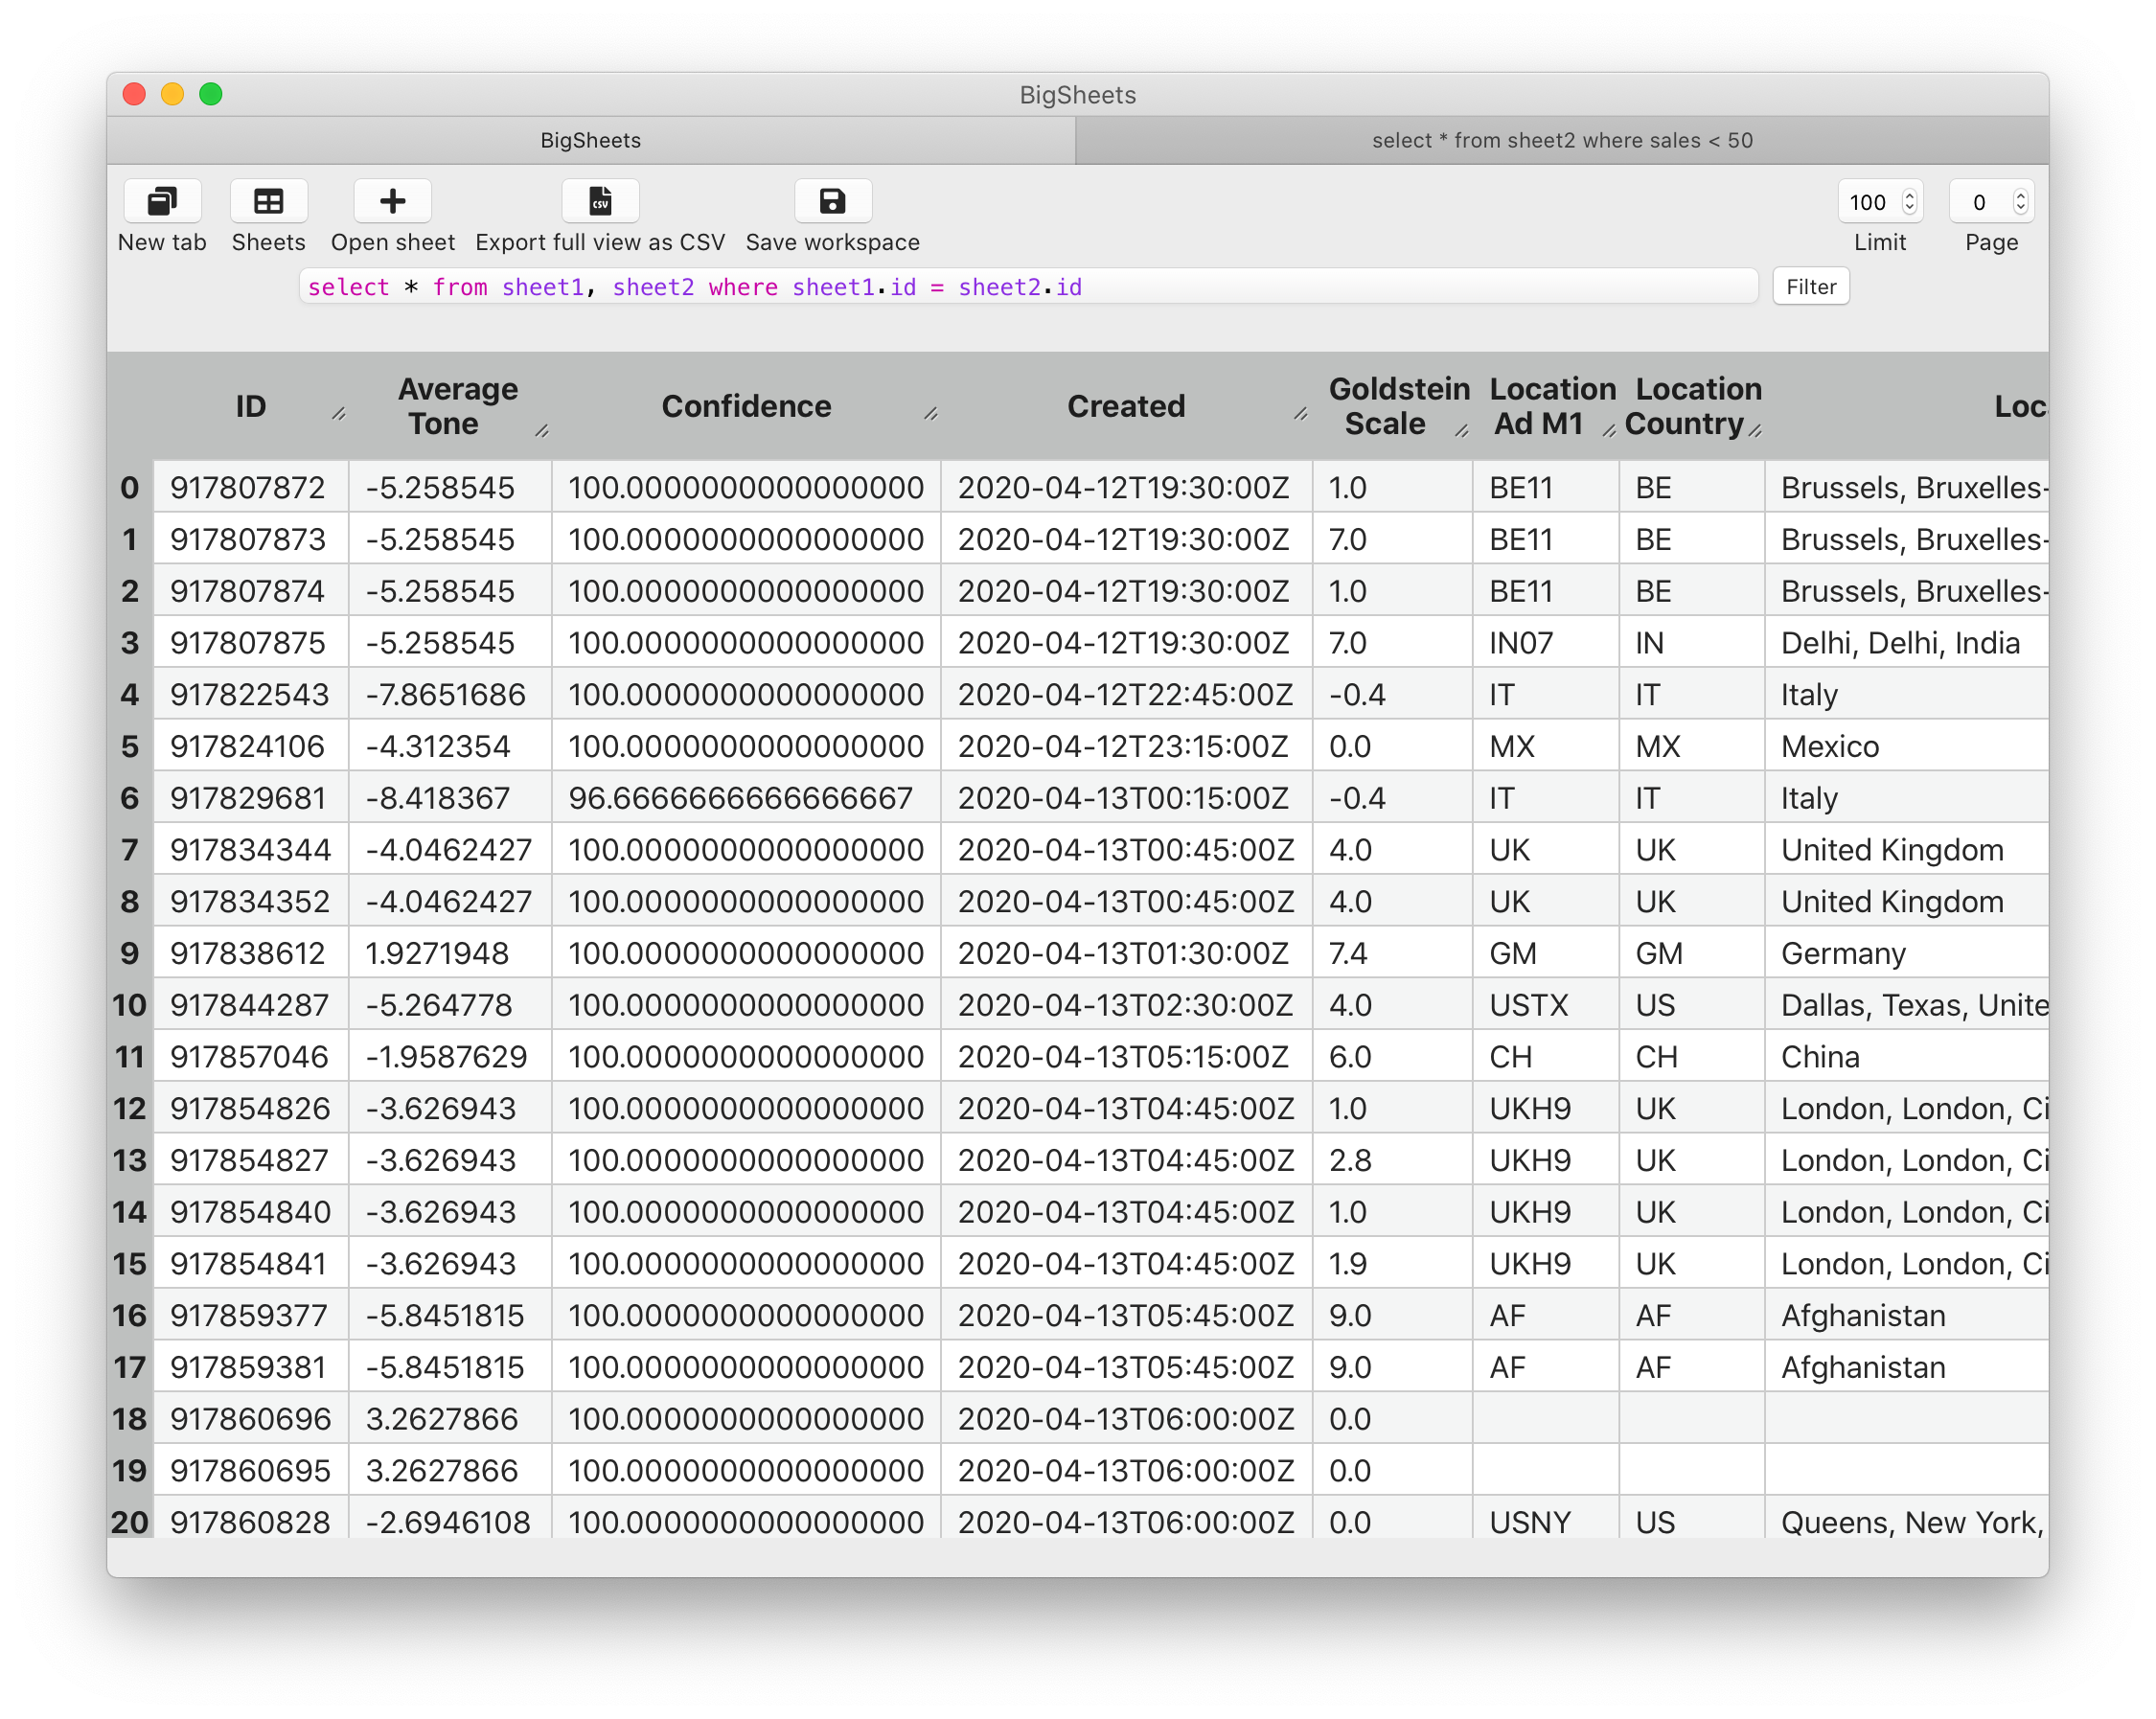 BigSheets
BigSheets select * from sheet2 where sales < 50
100 0
New tab Sheets Open sheet Export full view as CSV Save workspace Limit Page
select * from sheet1, sheet2 where sheet1.id = sheet2.id Filter
ID Average Tone Confidence Created Goldstein Scale Location Ad M1 Location Country Loc
0 917807872 -5.258545 100.0000000000000000 2020-04-12T19:30:00Z 1.0 BE11 BE Brussels, Bruxelles-
1 917807873 -5.258545 100.0000000000000000 2020-04-12T19:30:00Z 7.0 BE11 BE Brussels, Bruxelles-
2 917807874 -5.258545 100.0000000000000000 2020-04-12T19:30:00Z 1.0 BE11 BE Brussels, Bruxelles-
3 917807875 -5.258545 100.0000000000000000 2020-04-12T19:30:00Z 7.0 IN07 IN Delhi, Delhi, India
4 917822543 -7.8651686 100.0000000000000000 2020-04-12T22:45:00Z -0.4 IT IT Italy
5 917824106 -4.312354 100.0000000000000000 2020-04-12T23:15:00Z 0.0 MX MX Mexico
6 917829681 -8.418367 96.6666666666666667 2020-04-13T00:15:00Z -0.4 IT IT Italy
7 917834344 -4.0462427 100.0000000000000000 2020-04-13T00:45:00Z 4.0 UK UK United Kingdom
8 917834352 -4.0462427 100.0000000000000000 2020-04-13T00:45:00Z 4.0 UK UK United Kingdom
9 917838612 1.9271948 100.0000000000000000 2020-04-13T01:30:00Z 7.4 GM GM Germany
10 917844287 -5.264778 100.0000000000000000 2020-04-13T02:30:00Z 4.0 USTX US Dallas, Texas, Unite
11 917857046 -1.9587629 100.0000000000000000 2020-04-13T05:15:00Z 6.0 CH CH China
12 917854826 -3.626943 100.0000000000000000 2020-04-13T04:45:00Z 1.0 UKH9 UK London, London, Ci
13 917854827 -3.626943 100.0000000000000000 2020-04-13T04:45:00Z 2.8 UKH9 UK London, London, Ci
14 917854840 -3.626943 100.0000000000000000 2020-04-13T04:45:00Z 1.0 UKH9 UK London, London, Ci
15 917854841 -3.626943 100.0000000000000000 2020-04-13T04:45:00Z 1.9 UKH9 UK London, London, Ci
16 917859377 -5.8451815 100.0000000000000000 2020-04-13T05:45:00Z 9.0 AF AF Afghanistan
17 917859381 -5.8451815 100.0000000000000000 2020-04-13T05:45:00Z 9.0 AF AF Afghanistan
18 917860696 3.2627866 100.0000000000000000 2020-04-13T06:00:00Z 0.0
19 917860695 3.2627866 100.0000000000000000 2020-04-13T06:00:00Z 0.0
20 917860828 -2.6946108 100.0000000000000000 2020-04-13T06:00:00Z 0.0 USNY US Queens, New York,